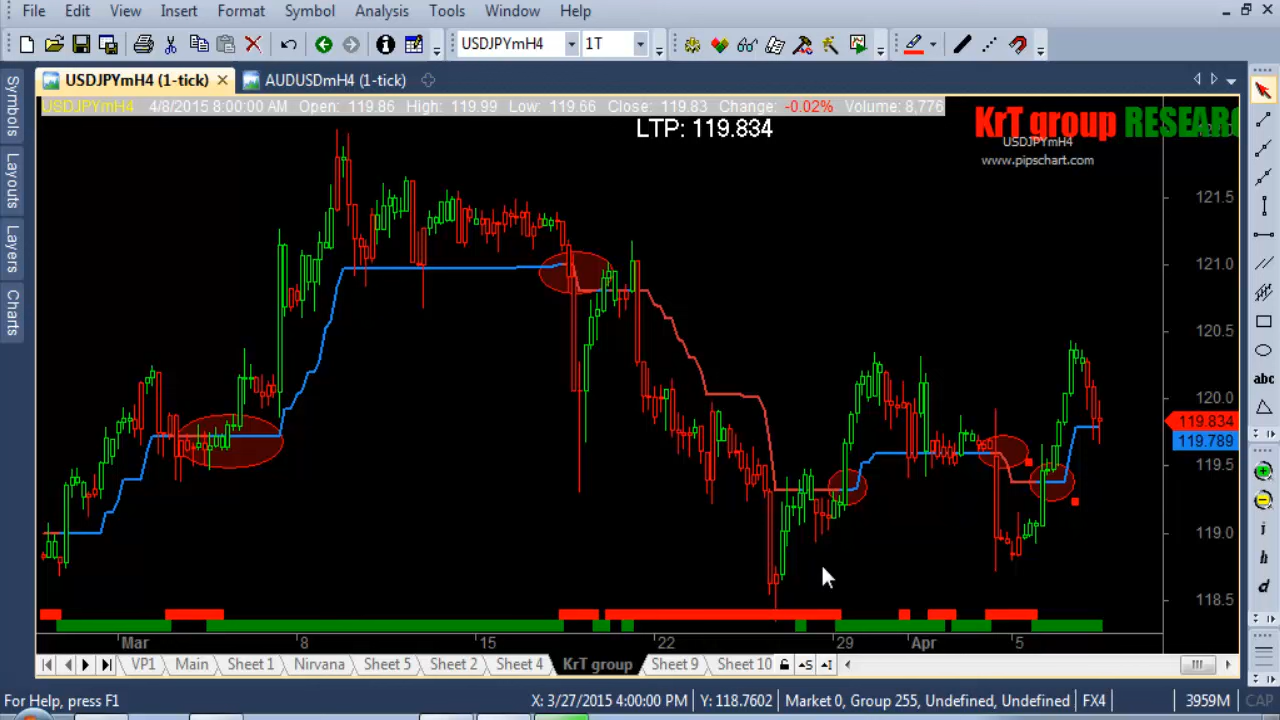 File Edit View Insert Format Symbol Analysis Tools Window Help
USDJPYmH4 1T
abc
USDJPYmH4 (1-tick) AUDUSDmH4 (1-tick)
USDJPYmH4 4/8/2015 8:00:00 AM Open: 119.86 High: 119.99 Low: 119.66 Close: 119.83 Change: -0.02% Volume: 8,776
LTP: 119.834
KrT group
USDJPYmH4
www.pipschart.com
Symbols
Layouts
Layers
Charts
121.5
121.0
120.5
120.0
119.834
119.789
119.5
119.0
118.5
i
h
d
Mar 8 15 22 29 Apr 5
VP1 Main Sheet 1 Nirvana Sheet 5 Sheet 2 Sheet 4 KrT group Sheet 9 Sheet 10 S I
For Help, press F1 X: 3/27/2015 4:00:00 PM Y: 118.7602 Market 0, Group 255, Undefined, Undefined FX4 3959M CAP